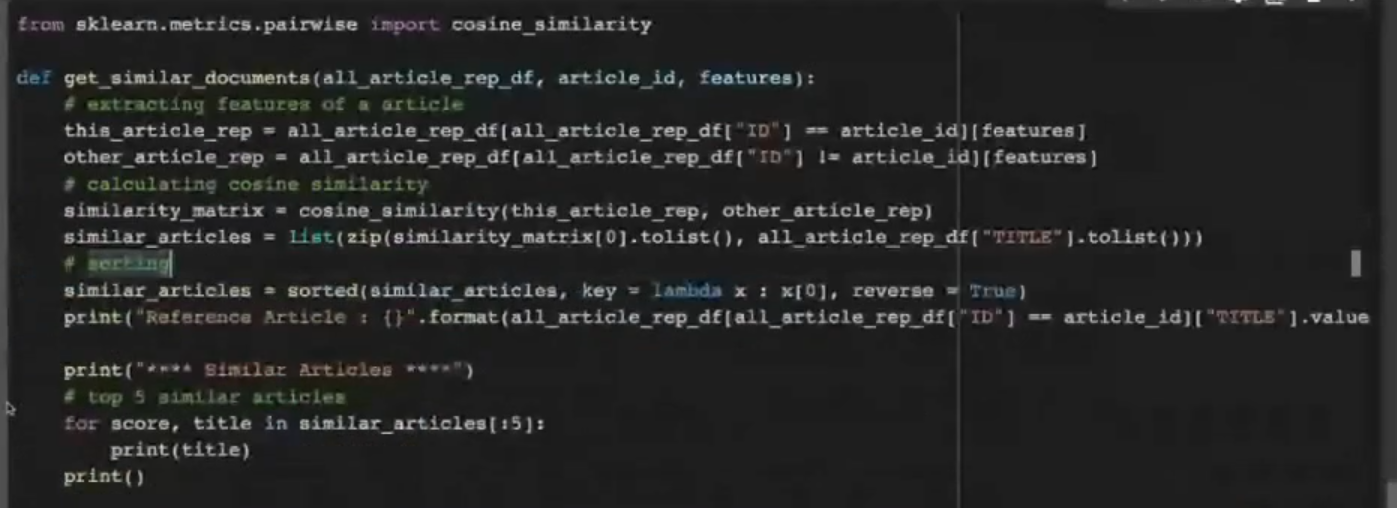 from sklearn.metrics.pairwise import cosine_similarity
def get_similar_documents(all_article_rep_df, article_id, features):
# extracting features of a article
this_article_rep = all_article_rep_df[all_article_rep_df["ID"] == article_id][features]
other_article_rep = all_article_rep_df[all_article_rep_df["ID"] != article_id][features]
# calculating cosine similarity
similarity_matrix = cosine_similarity(this_article_rep, other_article_rep)
similar_articles = list(zip(similarity_matrix[0].tolist(), all_article_rep_df["TITLE"].tolist()))
# sorting
similar_articles = sorted(similar_articles, key = lambda x : x[0], reverse = True)
print("Reference Article : {}".format(all_article_rep_df[all_article_rep_df["ID"] == article_id]["TITLE"].value
print("**** Similar Articles ****")
# top 5 similar articles
for score, title in similar_articles[:5]:
print(title)
print()